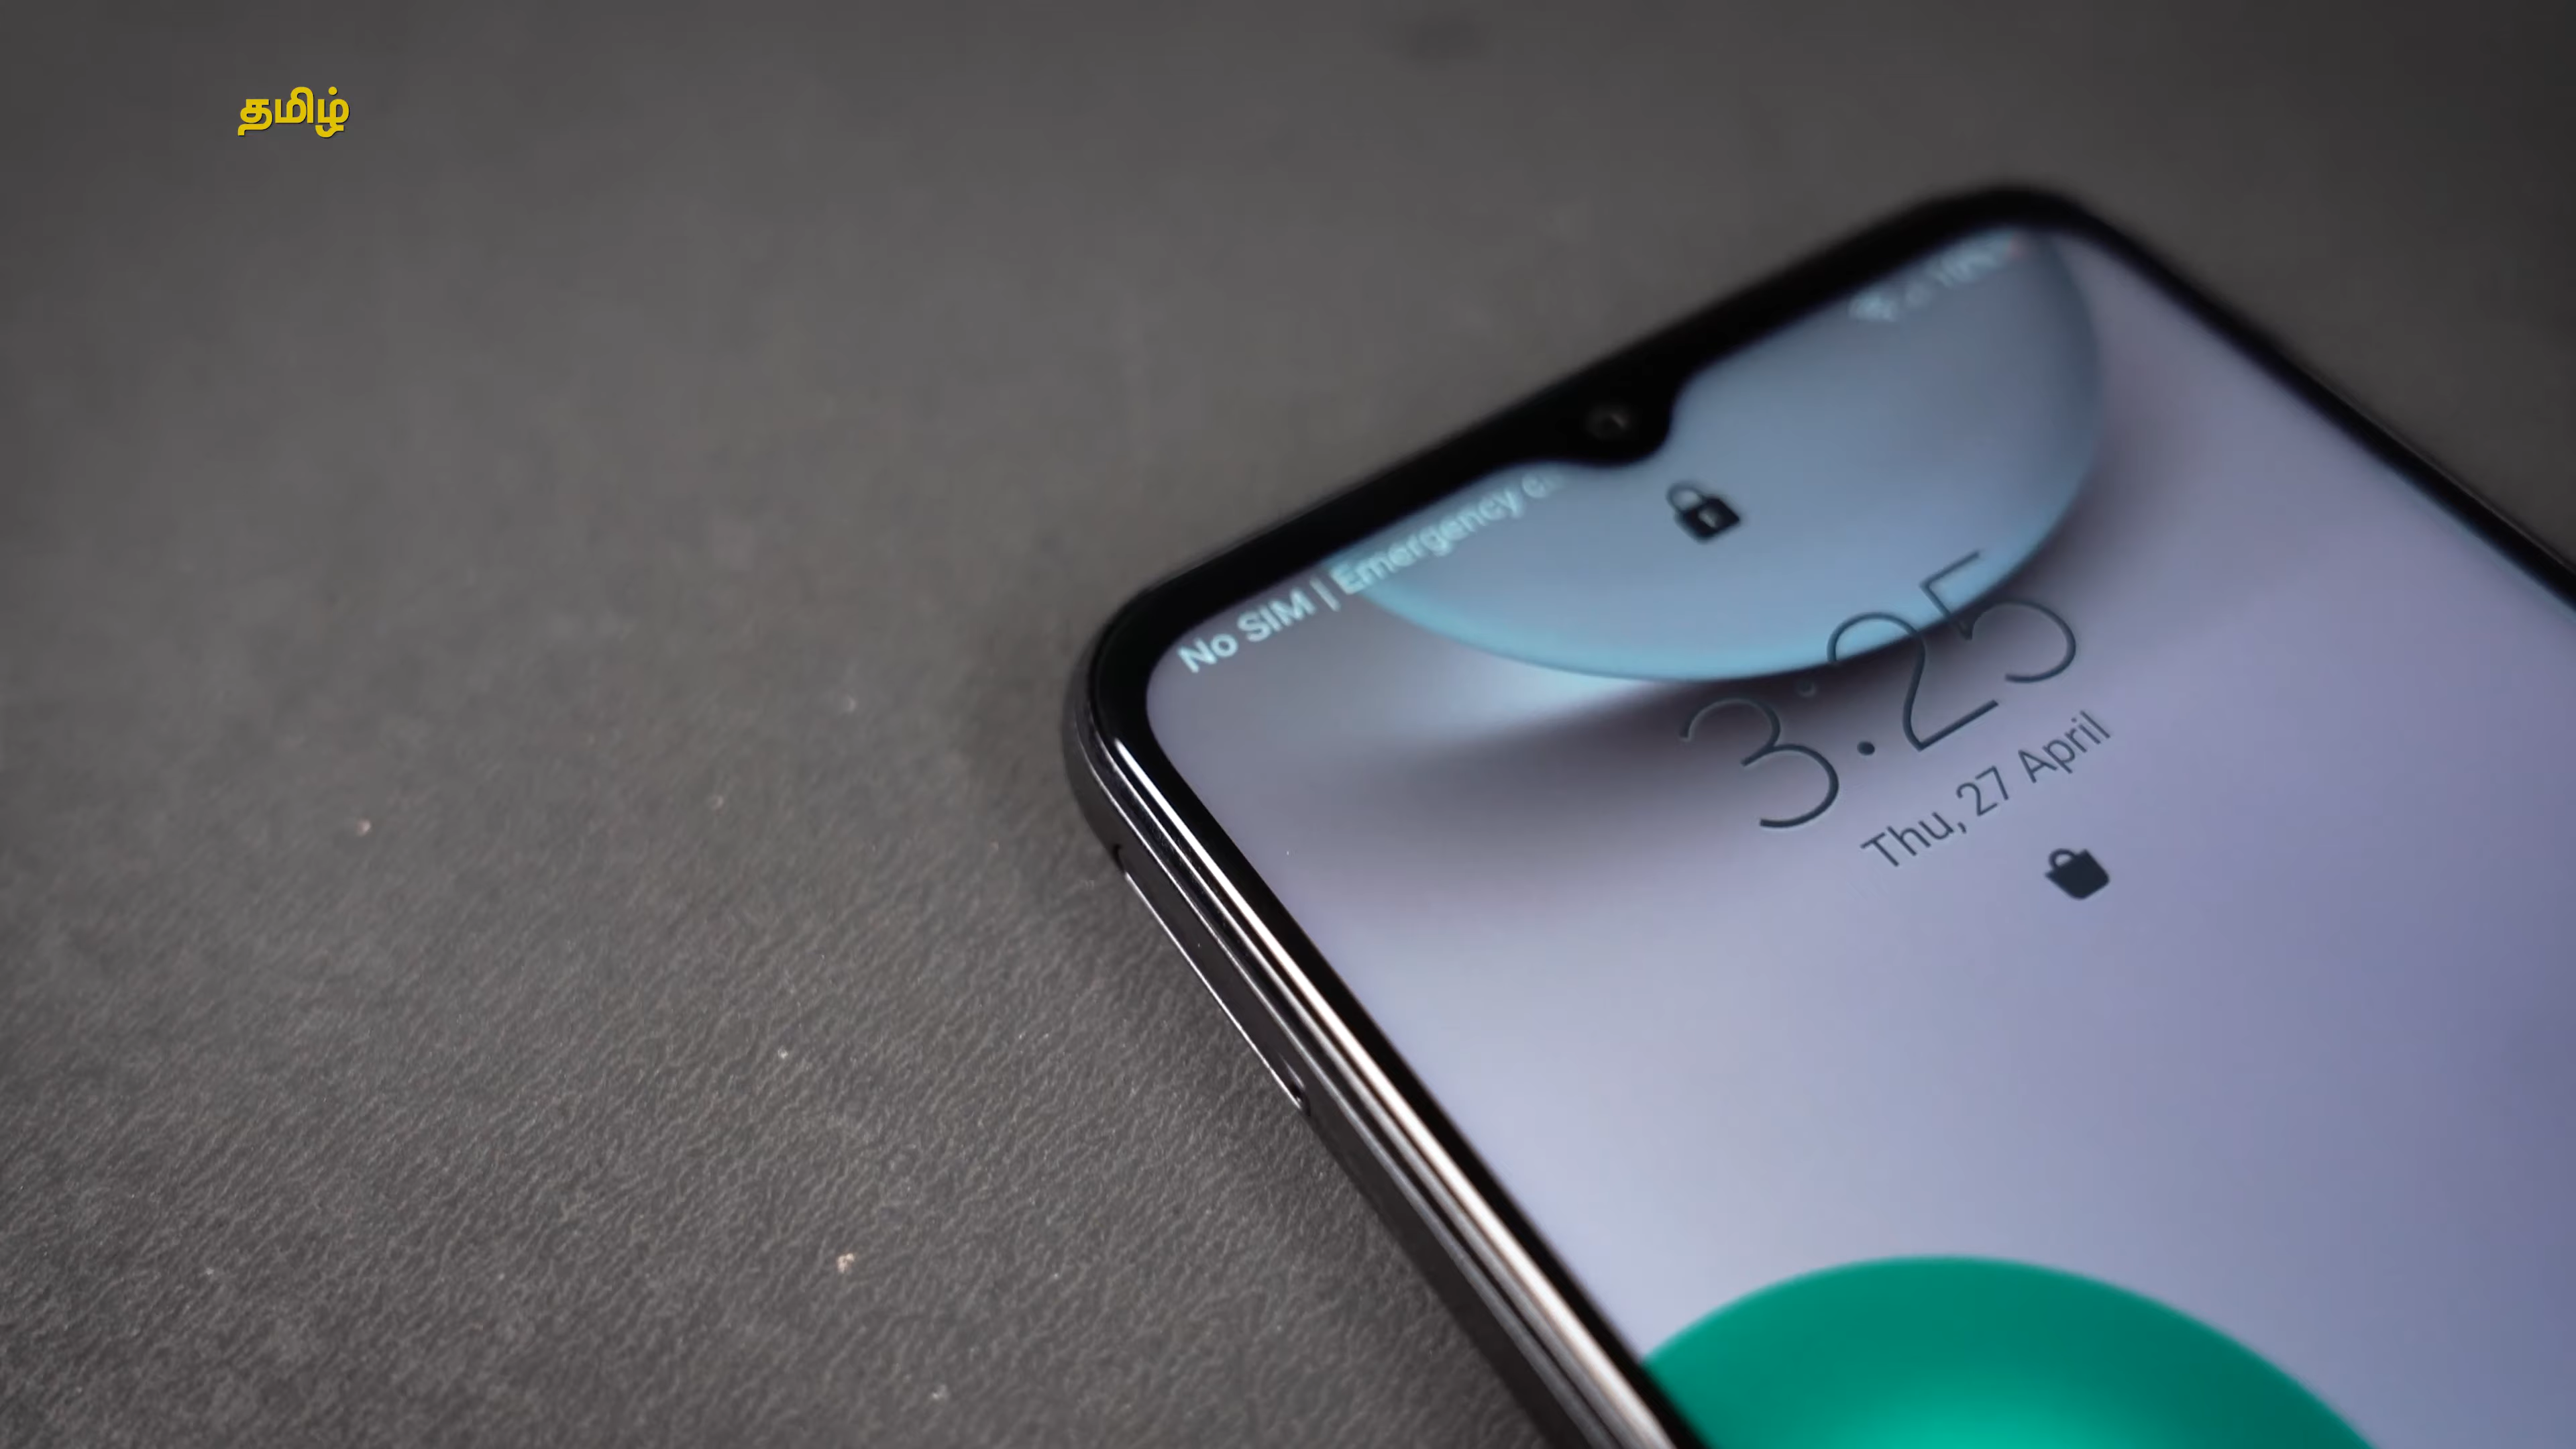 தமிழ்
No SIM | Emergency
3:25
Thu, 27 April